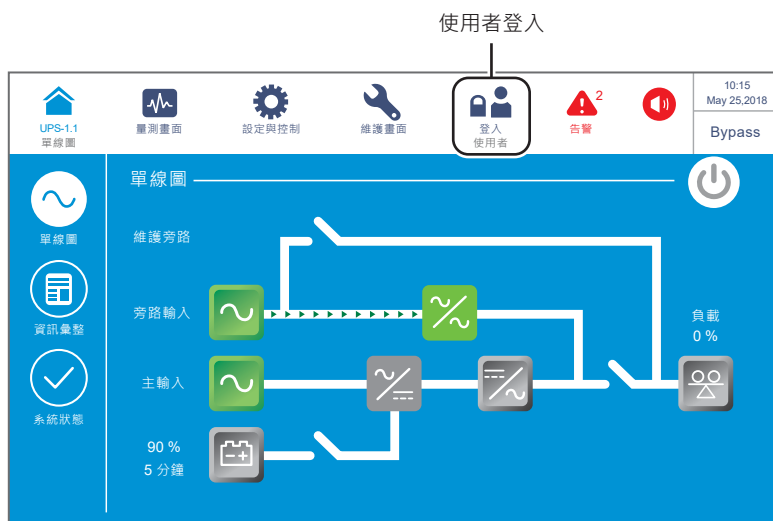 使用者登入
UPS-1.1
單線圖
量測畫面
設定與控制
維護畫面
登入
使用者
2
告警
10:15
May 25,2018
Bypass
單線圖
資訊彙整
系統狀態
單線圖
維護旁路
旁路輸入
主輸入
90 %
5 分鐘
負載
0 %